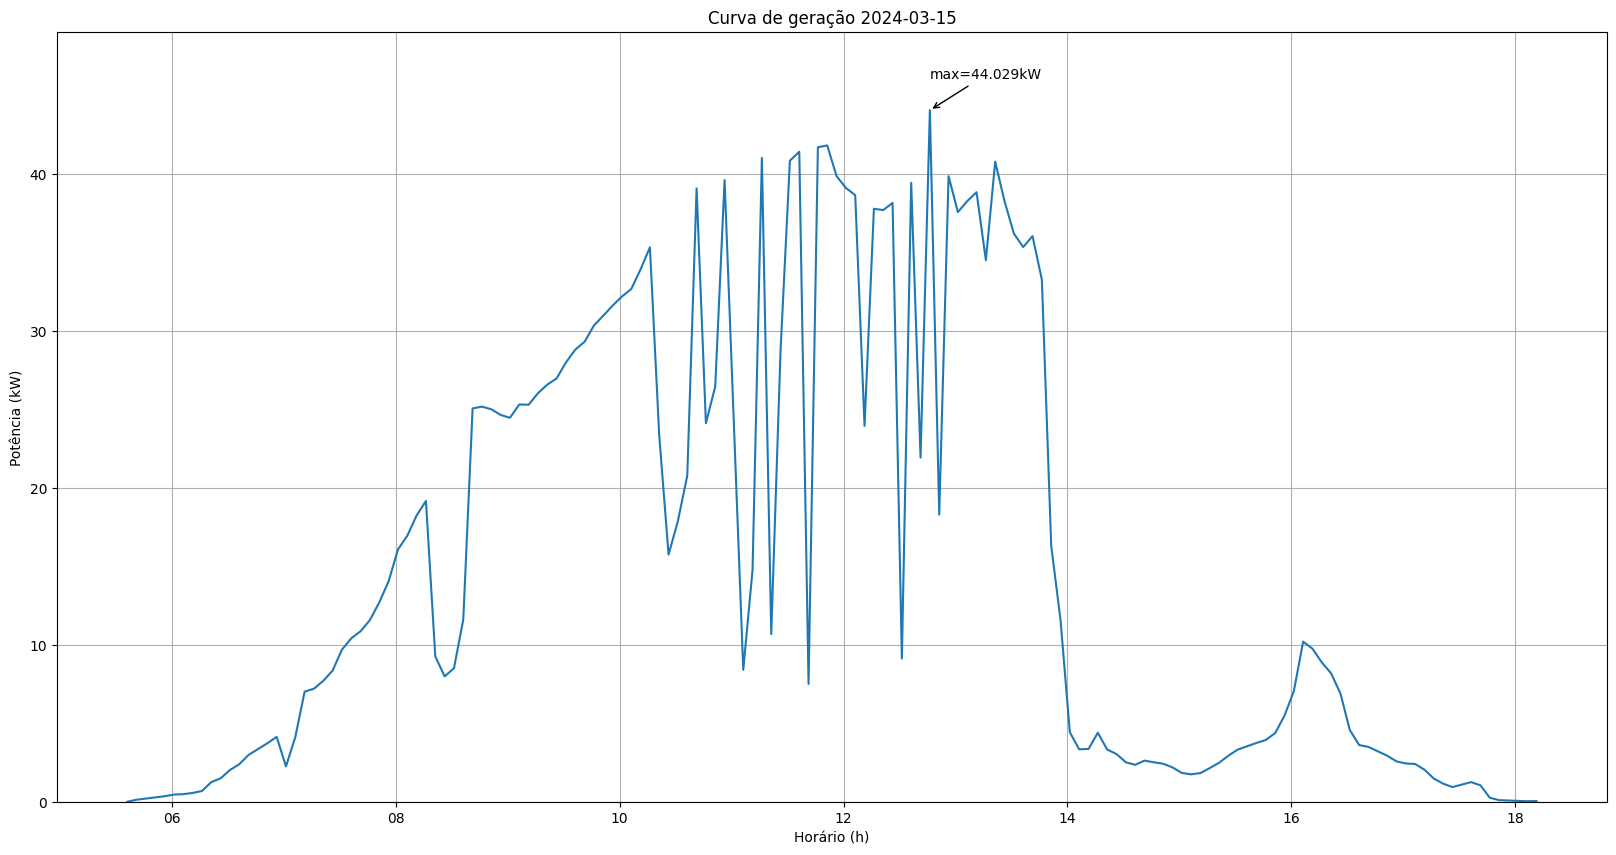 Curva de geração 2024-03-15
max=44.029kW
Potência (kW)
40
30
20
10
0
06 08 10 12 14 16 18
Horário (h)